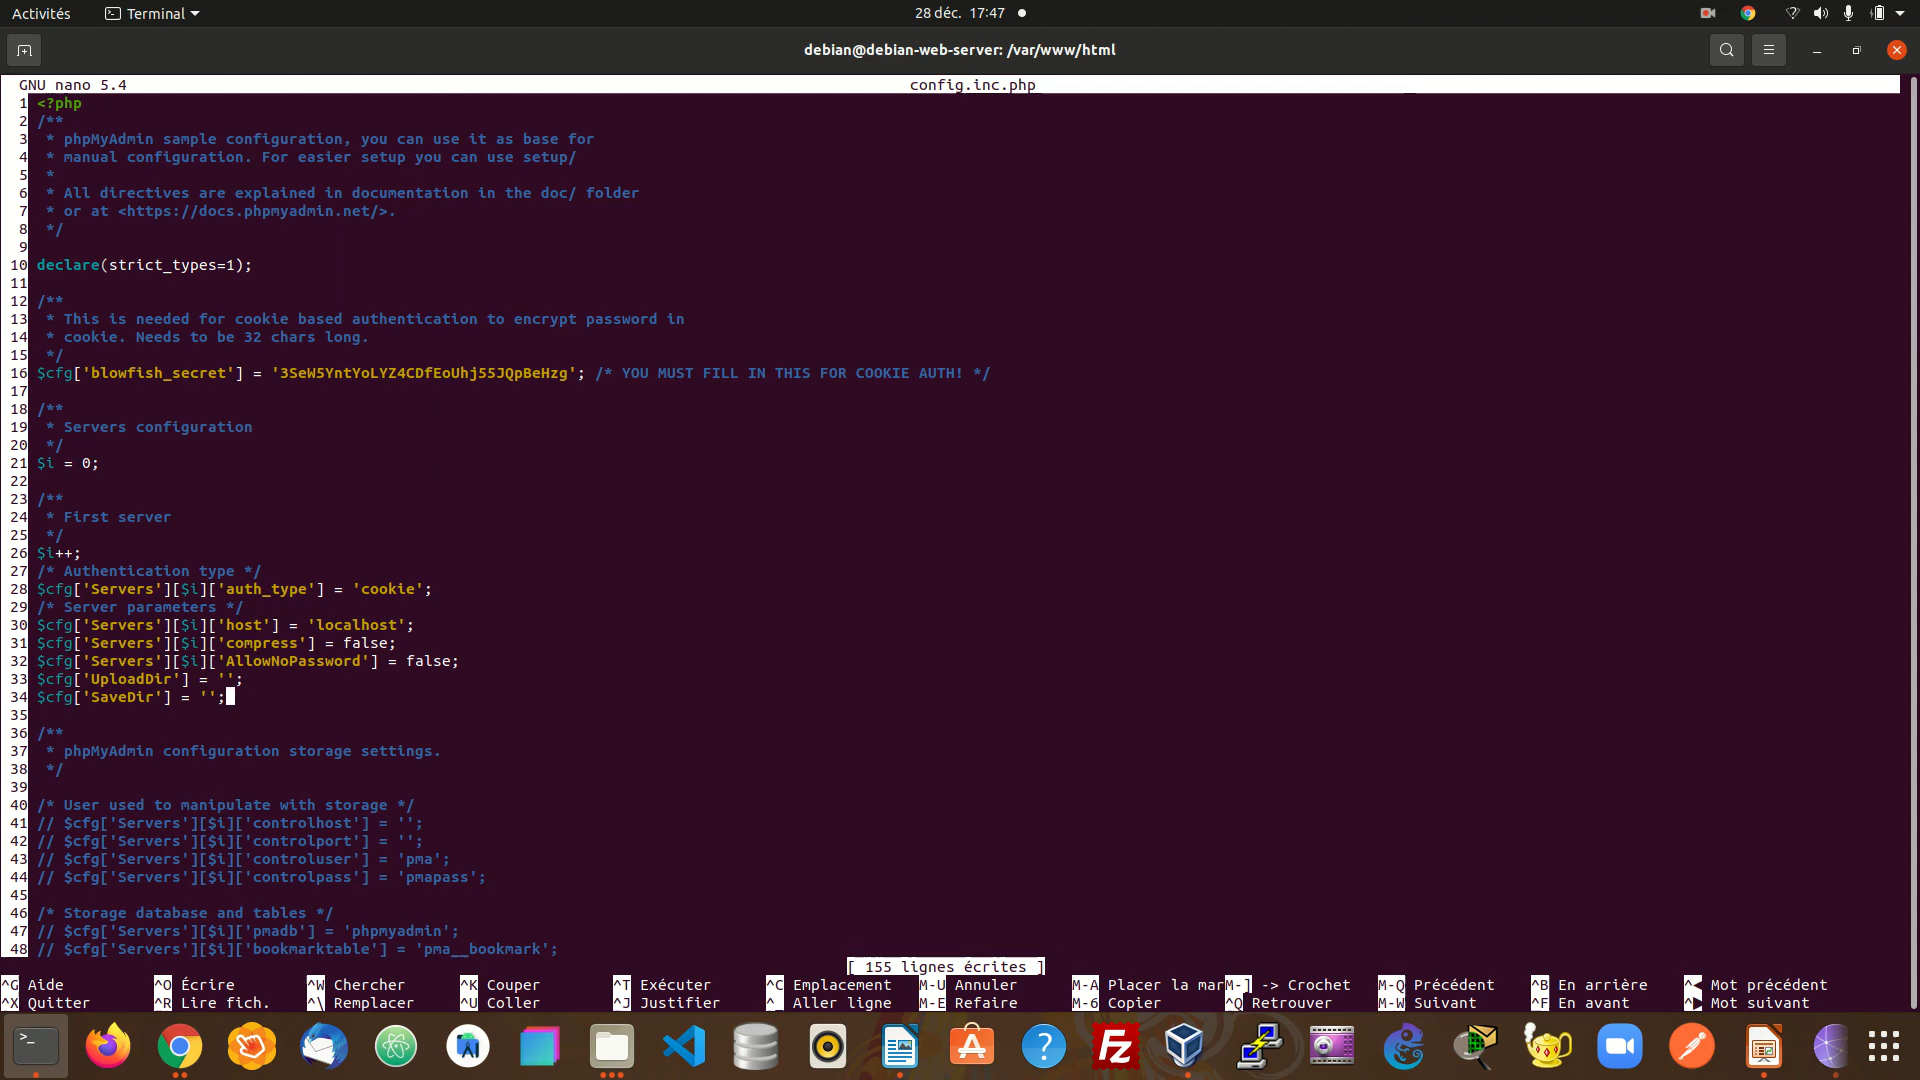 Activités
Terminal
28 déc. 17:47
debian@debian-web-server: /var/www/html
GNU nano 5.4 config.inc.php
1 <?php
2 /**
3  * phpMyAdmin sample configuration, you can use it as base for
4  * manual configuration. For easier setup you can use setup/
5  *
6  * All directives are explained in documentation in the doc/ folder
7  * or at <https://docs.phpmyadmin.net/>.
8  */
9
10 declare(strict_types=1);
11
12 /**
13  * This is needed for cookie based authentication to encrypt password in
14  * cookie. Needs to be 32 chars long.
15  */
16 $cfg['blowfish_secret'] = '3SeW5YntYoLYZ4CDfEoUhj55JQpBeHzg'; /* YOU MUST FILL IN THIS FOR COOKIE AUTH! */
17
18 /**
19  * Servers configuration
20  */
21 $i = 0;
22
23 /**
24  * First server
25  */
26 $i++;
27 /* Authentication type */
28 $cfg['Servers'][$i]['auth_type'] = 'cookie';
29 /* Server parameters */
30 $cfg['Servers'][$i]['host'] = 'localhost';
31 $cfg['Servers'][$i]['compress'] = false;
32 $cfg['Servers'][$i]['AllowNoPassword'] = false;
33 $cfg['UploadDir'] = '';
34 $cfg['SaveDir'] = '';
35
36 /**
37  * phpMyAdmin configuration storage settings.
38  */
39
40 /* User used to manipulate with storage */
41 // $cfg['Servers'][$i]['controlhost'] = '';
42 // $cfg['Servers'][$i]['controlport'] = '';
43 // $cfg['Servers'][$i]['controluser'] = 'pma';
44 // $cfg['Servers'][$i]['controlpass'] = 'pmapass';
45
46 /* Storage database and tables */
47 // $cfg['Servers'][$i]['pmadb'] = 'phpmyadmin';
48 // $cfg['Servers'][$i]['bookmarktable'] = 'pma__bookmark';
[ 155 lignes écrites ]
^G Aide ^O Écrire ^W Chercher ^K Couper ^T Exécuter ^C Emplacement M-U Annuler M-A Placer la mar M-] -> Crochet M-Q Précédent ^B En arrière ^◀ Mot précédent
^X Quitter ^R Lire fich. ^\ Remplacer ^U Coller ^J Justifier ^_ Aller ligne M-E Refaire M-6 Copier ^Q Retrouver M-W Suivant ^F En avant ^▶ Mot suivant